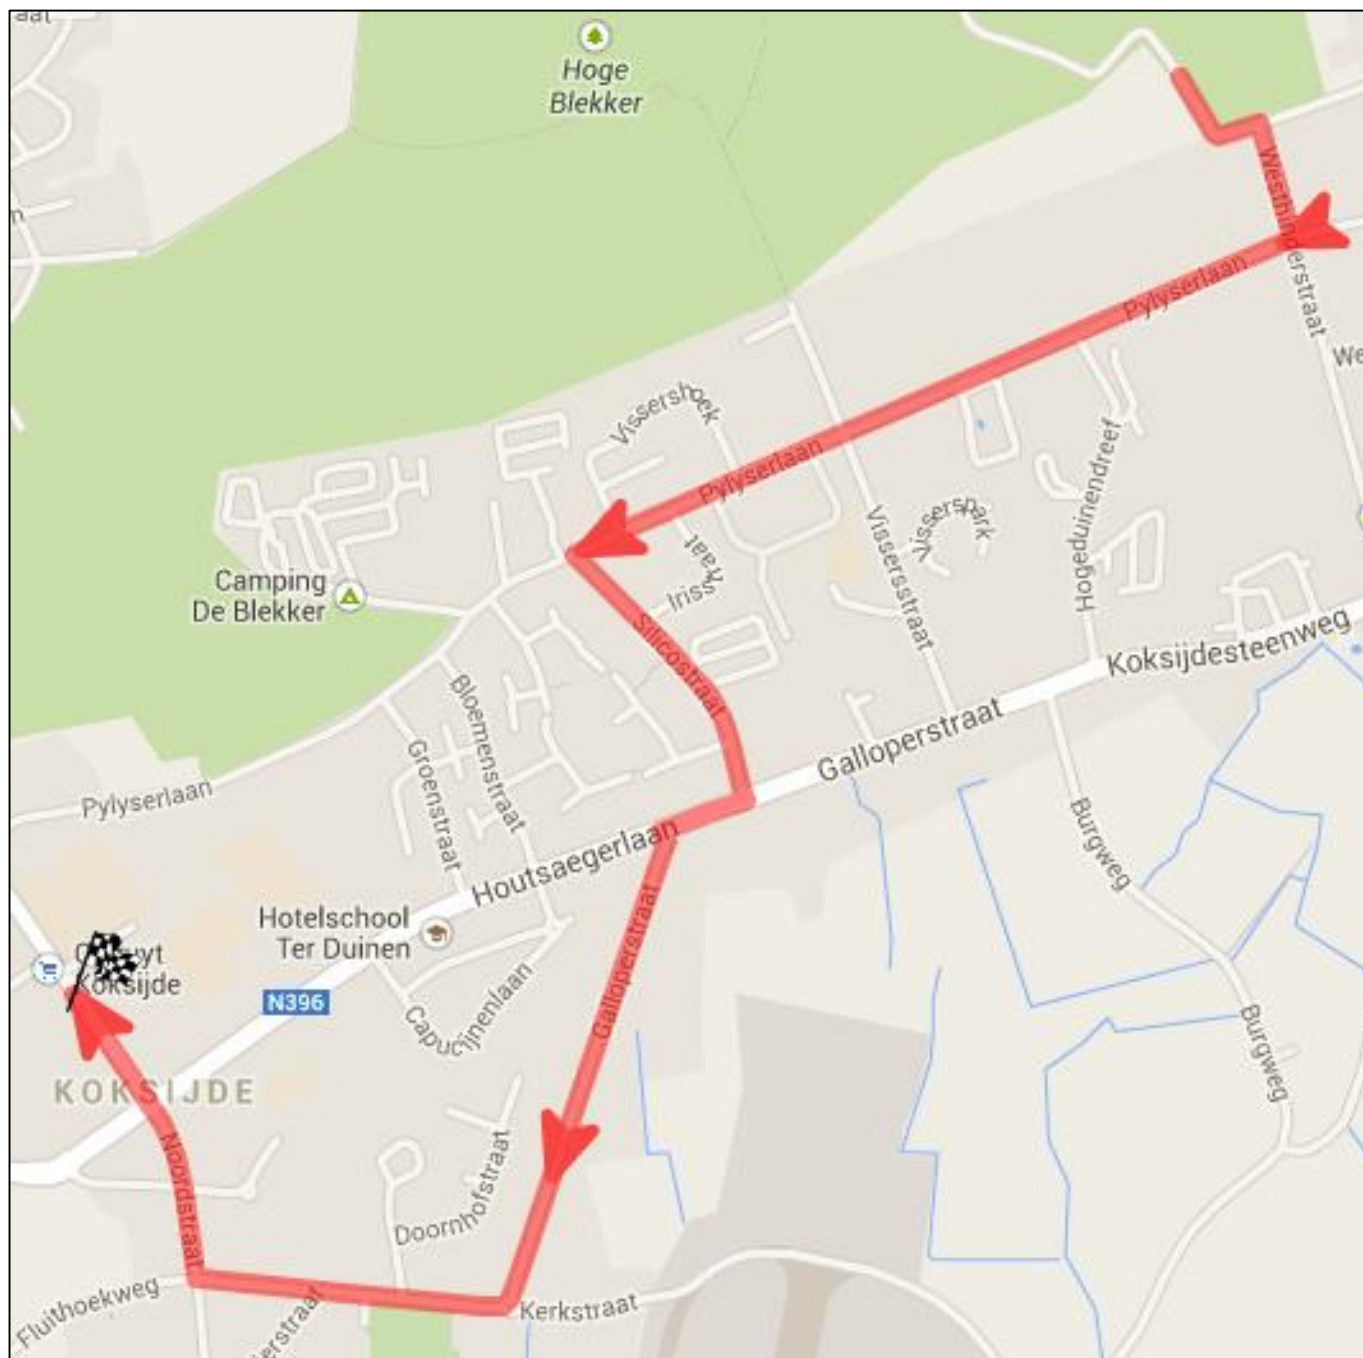 Hoge
Blekker
Westhinderstraat
Pylyserlaan
Vissershoek
Pylyserlaan
Visserspark
Hogeduinendreef
Vissersstraat
Camping
De Blekker
Silicostraat
Koksijdesteenweg
Galloperstraat
Bloemenstraat
Groenstraat
Pylyserlaan
Burgweg
Houtsaegerlaan
Hotelschool
Ter Duinen
Galloperstraat
Koksijde
N396
Capucijnenlaan
Burgweg
KOKSIJDE
Noordstraat
Doornhofstraat
Fluithoekweg
Kerkstraat